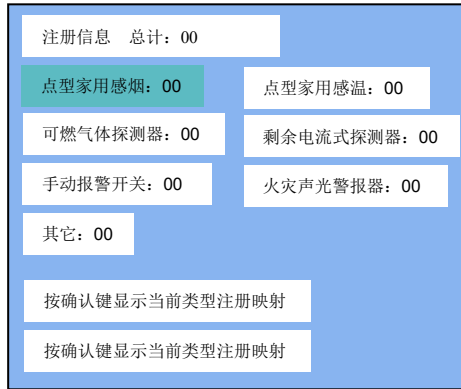 注册信息 总计：00
点型家用感烟：00 点型家用感温：00
可燃气体探测器：00 剩余电流式探测器：00
手动报警开关：00 火灾声光警报器：00
其它：00
按确认键显示当前类型注册映射
按确认键显示当前类型注册映射